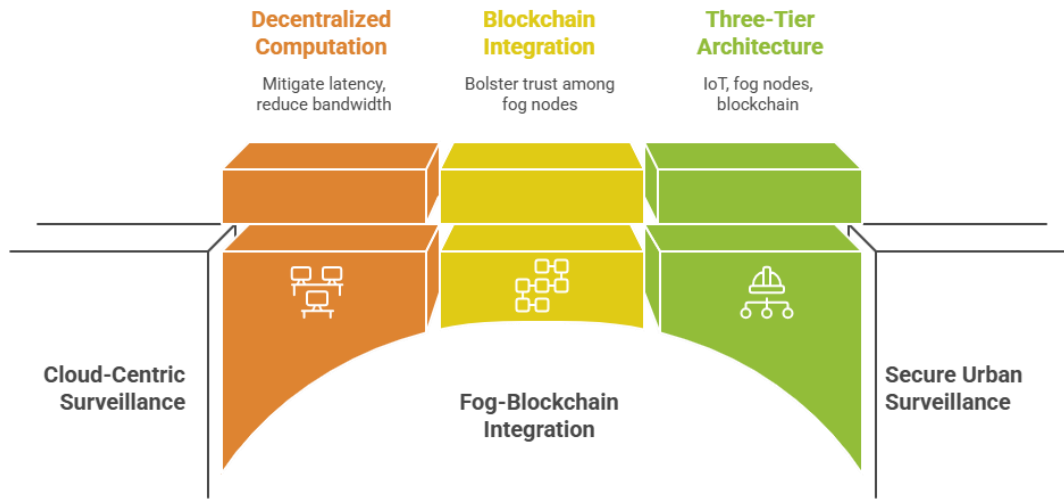 Decentralized
Computation
Mitigate latency,
reduce bandwidth
Blockchain
Integration
Bolster trust among
fog nodes
Three-Tier
Architecture
IoT, fog nodes,
blockchain
Cloud-Centric
Surveillance
Fog-Blockchain
Integration
Secure Urban
Surveillance